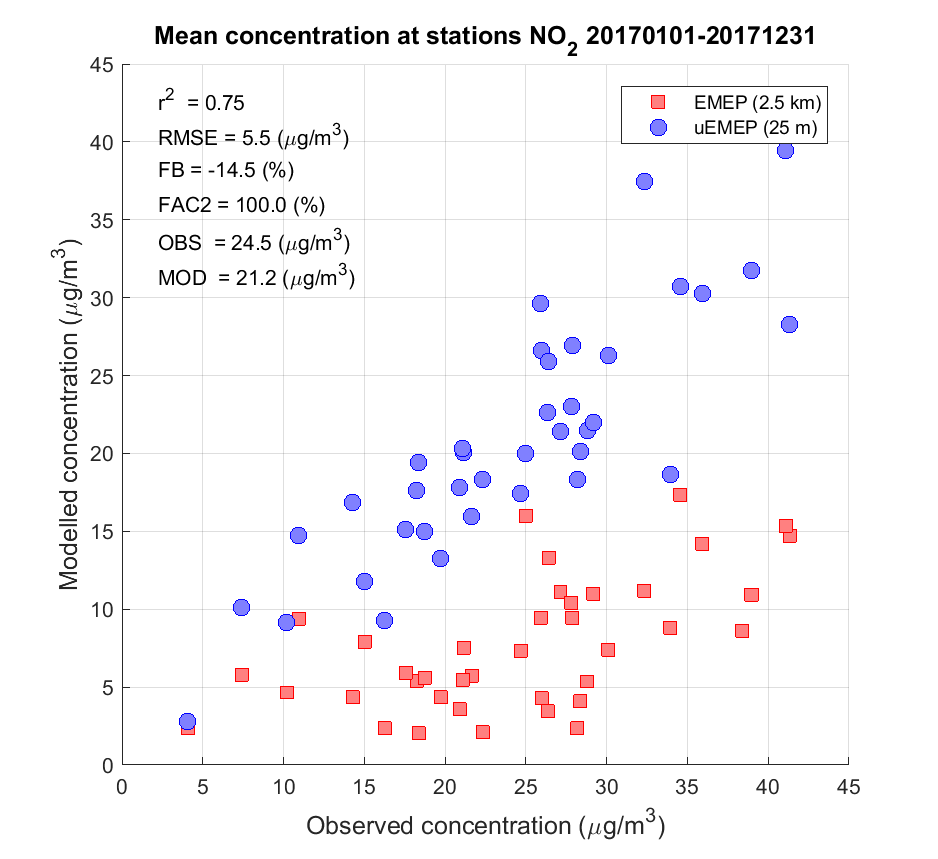 Mean concentration at stations NO₂ 20170101-20171231
r² = 0.75
RMSE = 5.5 (μg/m³)
FB = -14.5 (%)
FAC2 = 100.0 (%)
OBS = 24.5 (μg/m³)
MOD = 21.2 (μg/m³)
EMEP (2.5 km)
uEMEP (25 m)
Modelled concentration (μg/m³)
45
40
35
30
25
20
15
10
5
0
0 5 10 15 20 25 30 35 40 45
Observed concentration (μg/m³)